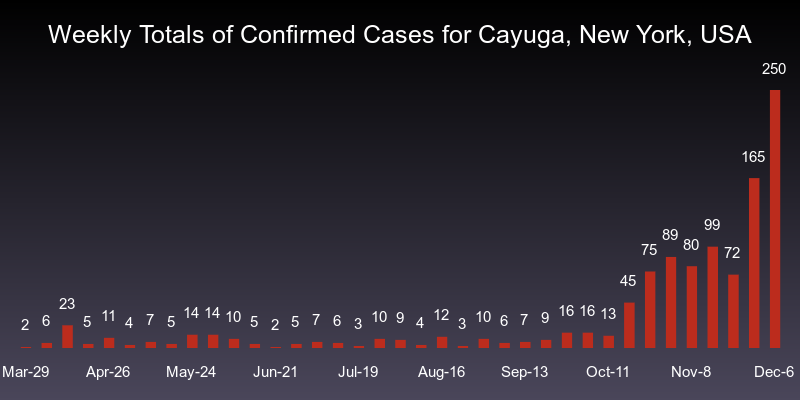 Weekly Totals of Confirmed Cases for Cayuga, New York, USA
2 6 23 5 11 4 7 5 14 14 10 5 2 5 7 6 3 10 9 4 12 3 10 6 7 9 16 16 13 45 75 89 80 99 72 165 250
Mar-29 Apr-26 May-24 Jun-21 Jul-19 Aug-16 Sep-13 Oct-11 Nov-8 Dec-6